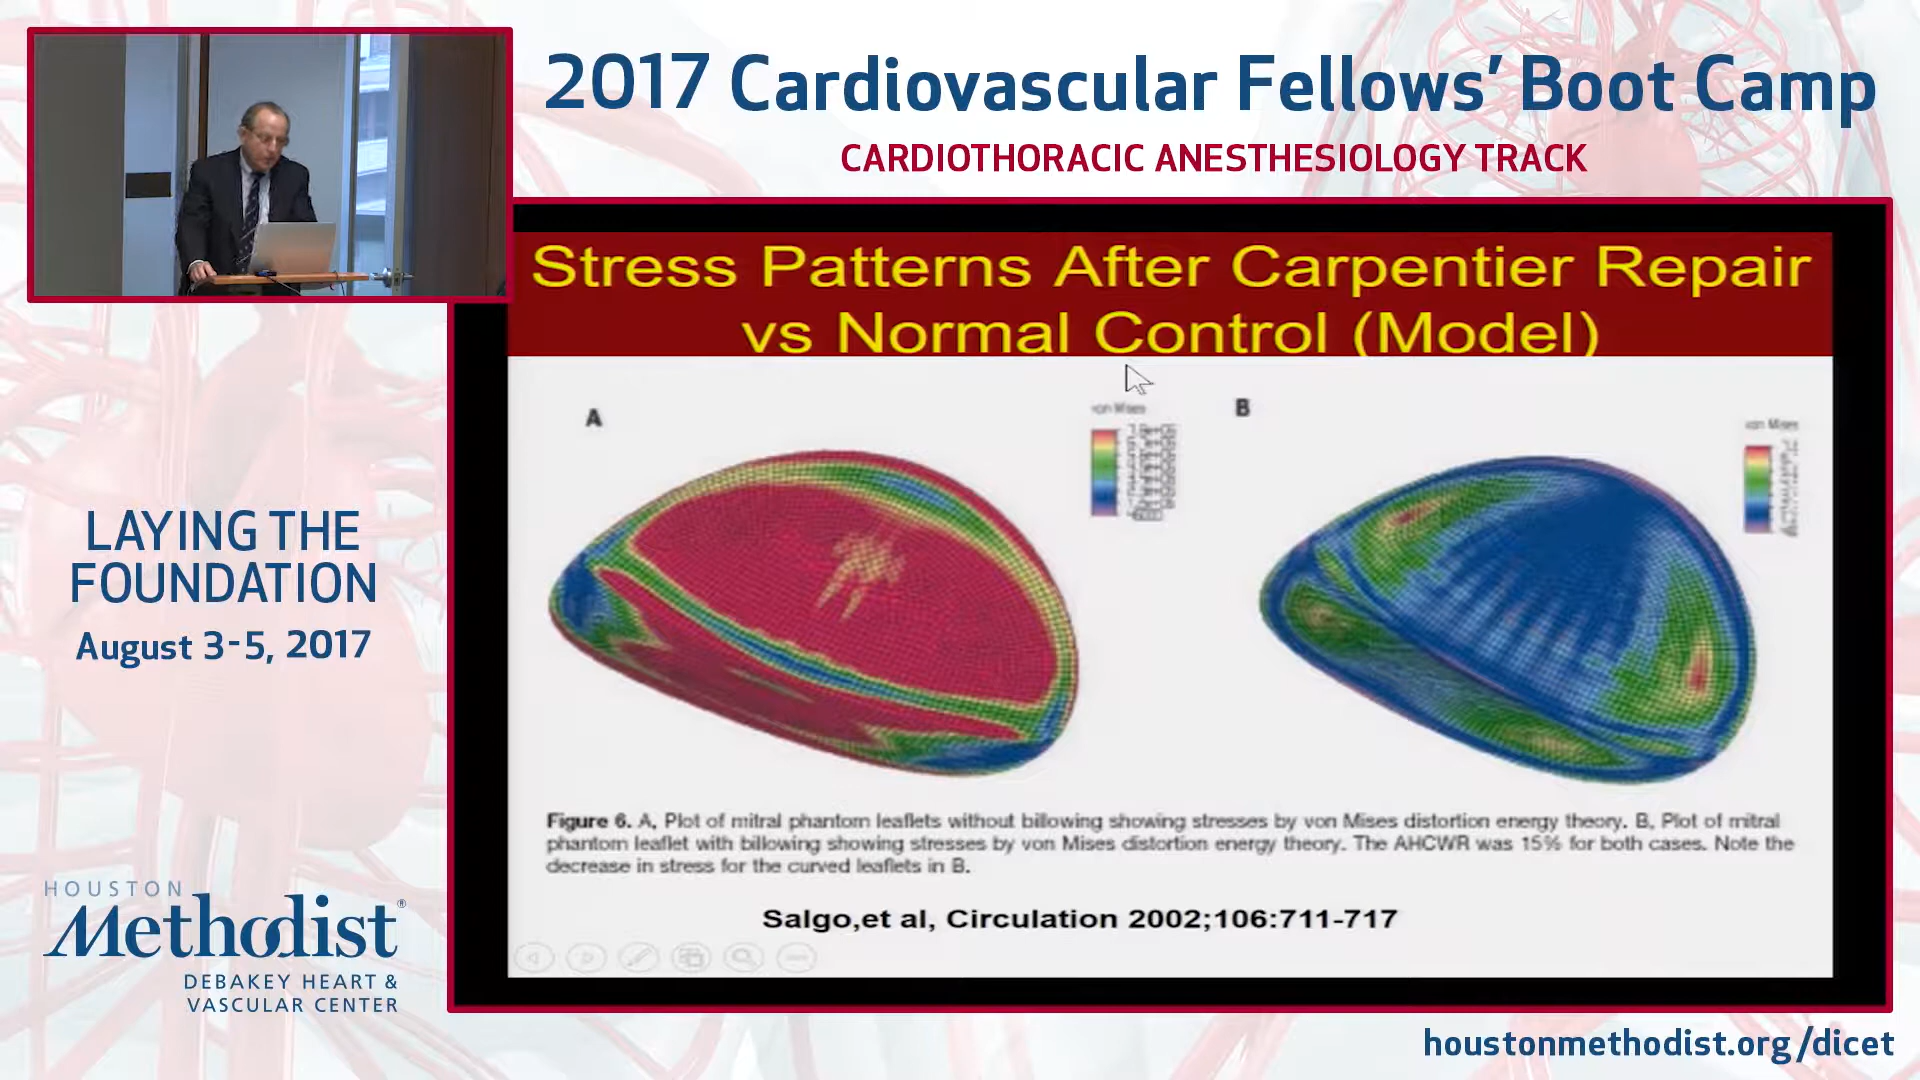 2017 Cardiovascular Fellows’ Boot Camp
CARDIOTHORACIC ANESTHESIOLOGY TRACK
Stress Patterns After Carpentier Repair
vs Normal Control (Model)
A
von Mises
B
von Mises
Figure 6. A, Plot of mitral phantom leaflets without billowing showing stresses by von Mises distortion energy theory. B, Plot of mitral
phantom leaflet with billowing showing stresses by von Mises distortion energy theory. The AHCWR was 15% for both cases. Note the
decrease in stress for the curved leaflets in B.
Salgo,et al, Circulation 2002;106:711-717
LAYING THE
FOUNDATION
August 3-5, 2017
HOUSTON
Methodist®
DEBAKEY HEART &
VASCULAR CENTER
houstonmethodist.org/dicet